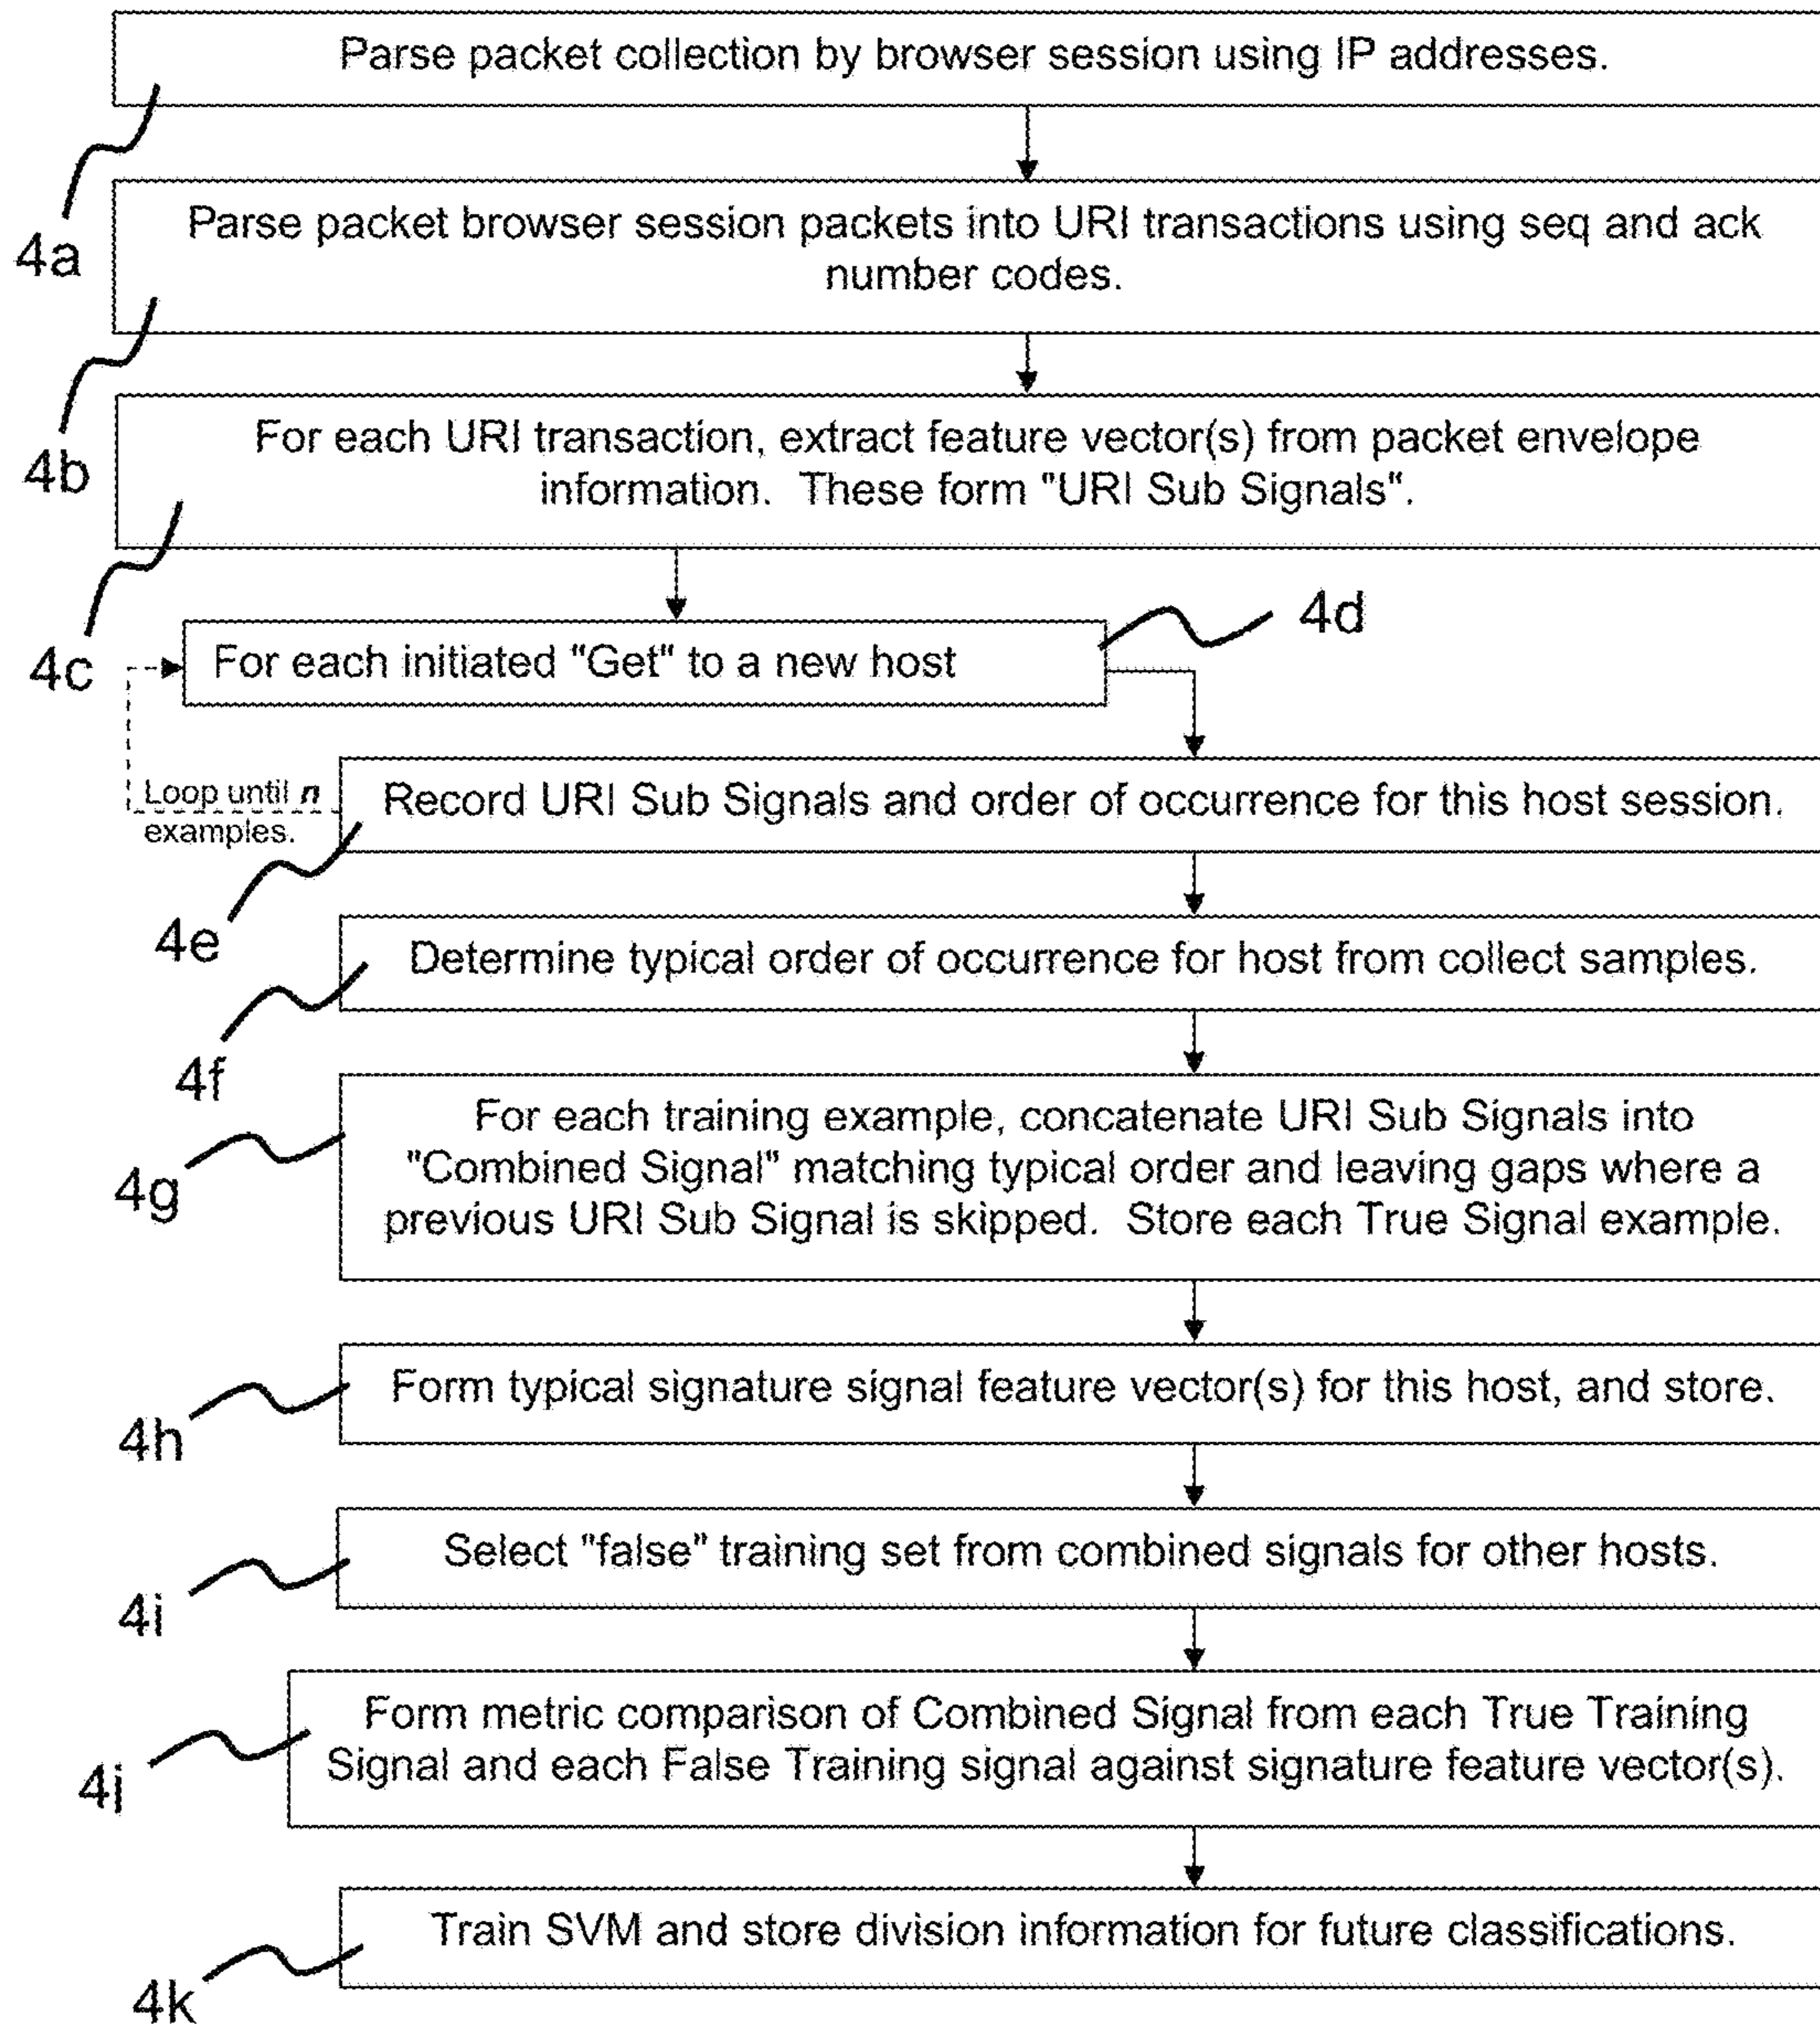 Parse packet collection by browser session using IP addresses.
4a
Parse packet browser session packets into URI transactions using seq and ack
number codes.
4b
For each URI transaction, extract feature vector(s) from packet envelope
information. These form "URI Sub Signals".
4c
For each initiated "Get" to a new host
4d
Loop until n
examples.
Record URI Sub Signals and order of occurrence for this host session.
4e
Determine typical order of occurrence for host from collect samples.
4f
For each training example, concatenate URI Sub Signals into
"Combined Signal" matching typical order and leaving gaps where a
previous URI Sub Signal is skipped. Store each True Signal example.
4g
Form typical signature signal feature vector(s) for this host, and store.
4h
Select "false" training set from combined signals for other hosts.
4i
Form metric comparison of Combined Signal from each True Training
Signal and each False Training signal against signature feature vector(s).
4j
Train SVM and store division information for future classifications.
4k